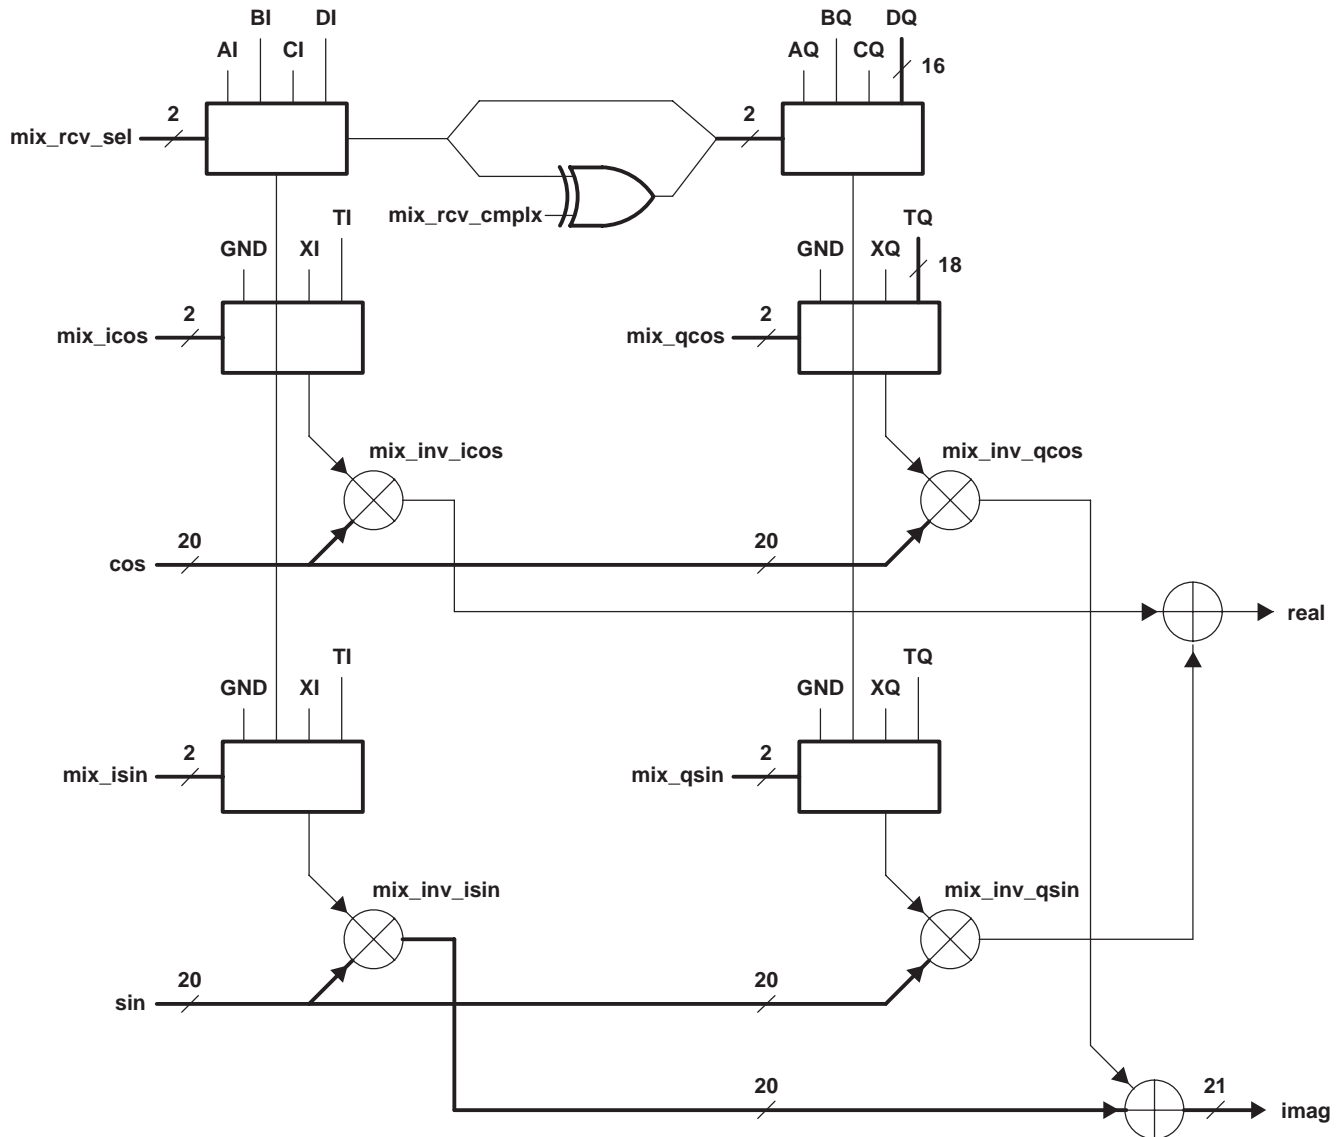 BI DI BQ DQ
AI CI AQ CQ 16
mix_rcv_sel 2 2
mix_rcv_cmplx
TI TQ
GND XI GND XQ 18
mix_icos 2 mix_qcos 2
mix_inv_icos mix_inv_qcos
cos 20 20
real
TI TQ
GND XI GND XQ
mix_isin 2 mix_qsin 2
mix_inv_isin mix_inv_qsin
sin 20 20
20 21
imag